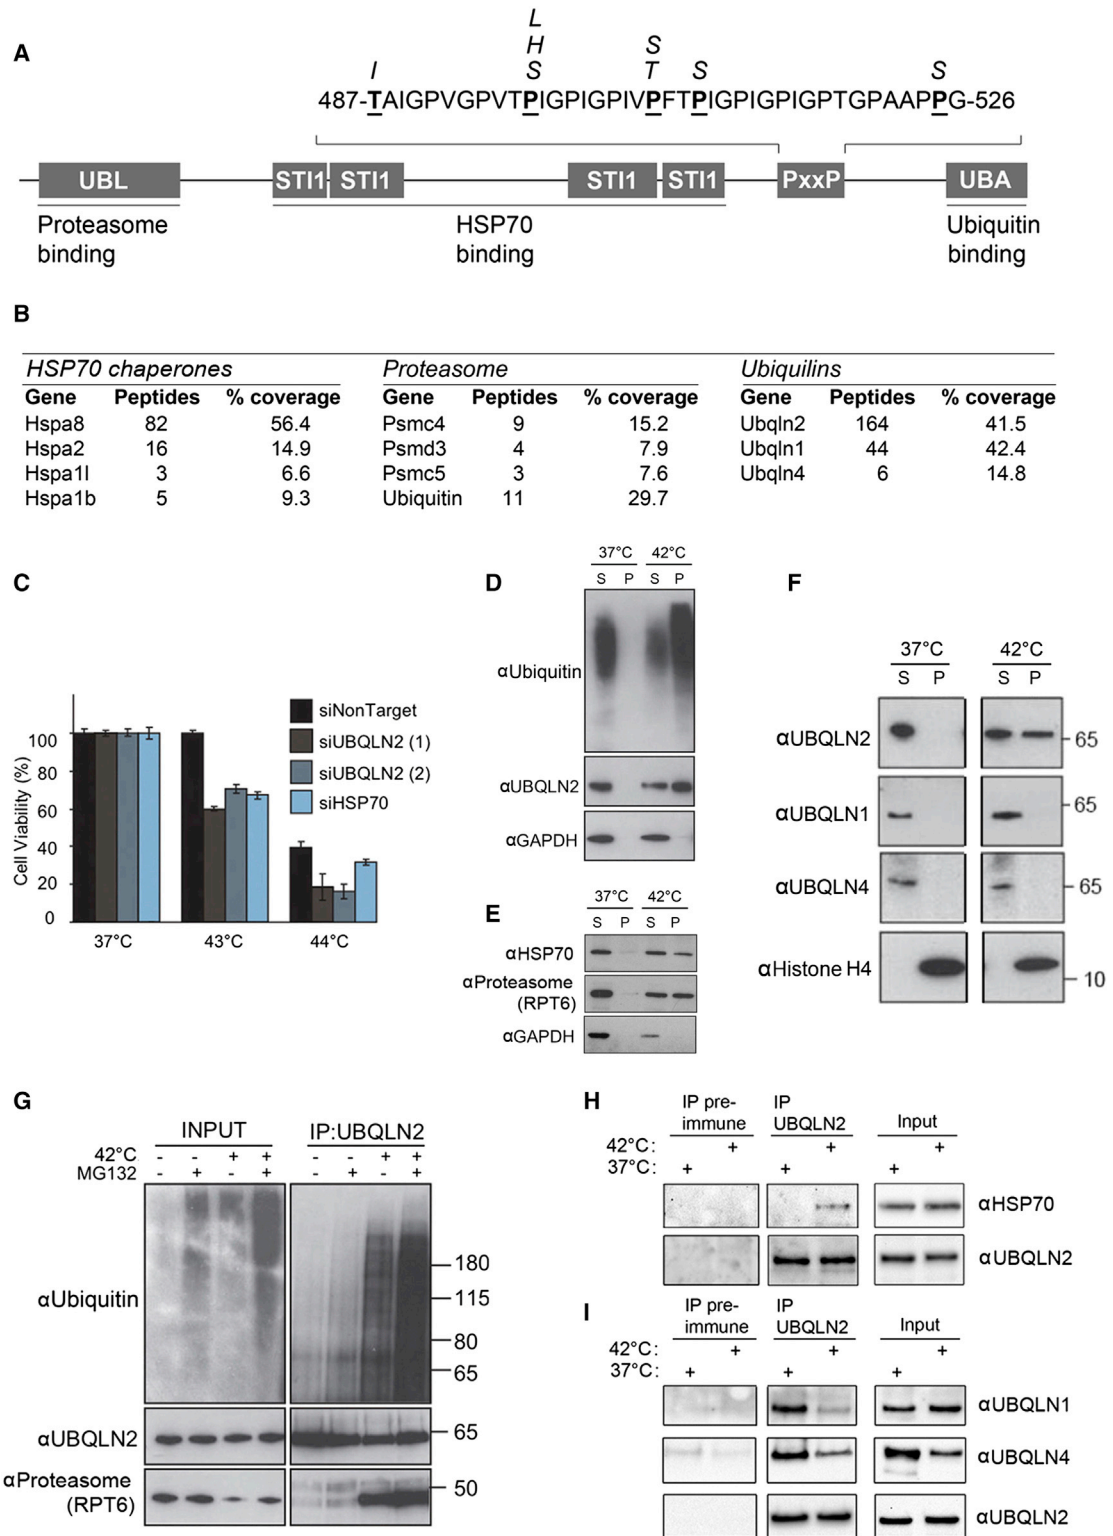 A
L
H S
I S T S S
487-TAIGPVGPVTPIGPIGPIVPFTPIGPIGPIGPTGPAAPPG-526
UBL STI1 STI1 STI1 STI1 PxxP UBA
Proteasome binding
HSP70 binding
Ubiquitin binding
B
HSP70 chaperones Proteasome Ubiquilins
Gene Peptides % coverage Gene Peptides % coverage Gene Peptides % coverage
Hspa8 82 56.4 Psmc4 9 15.2 Ubqln2 164 41.5
Hspa2 16 14.9 Psmd3 4 7.9 Ubqln1 44 42.4
Hspa1l 3 6.6 Psmc5 3 7.6 Ubqln4 6 14.8
Hspa1b 5 9.3 Ubiquitin 11 29.7
C
Cell Viability (%)
100
80
60
40
20
0
37°C 43°C 44°C
siNonTarget
siUBQLN2 (1)
siUBQLN2 (2)
siHSP70
D
37°C 42°C
S P S P
αUbiquitin
αUBQLN2
αGAPDH
E
37°C 42°C
S P S P
αHSP70
αProteasome
(RPT6)
αGAPDH
F
37°C 42°C
S P S P
αUBQLN2 65
αUBQLN1 65
αUBQLN4 65
αHistone H4 10
G
INPUT IP:UBQLN2
42°C - - + + - - + +
MG132 - + - + - + - +
αUbiquitin
180
115
80
65
αUBQLN2 65
αProteasome
(RPT6)
50
H
IP pre-
immune
IP
UBQLN2
Input
42°C: + + +
37°C: + + +
αHSP70
αUBQLN2
I
IP pre-
immune
IP
UBQLN2
Input
42°C: + + +
37°C: + + +
αUBQLN1
αUBQLN4
αUBQLN2